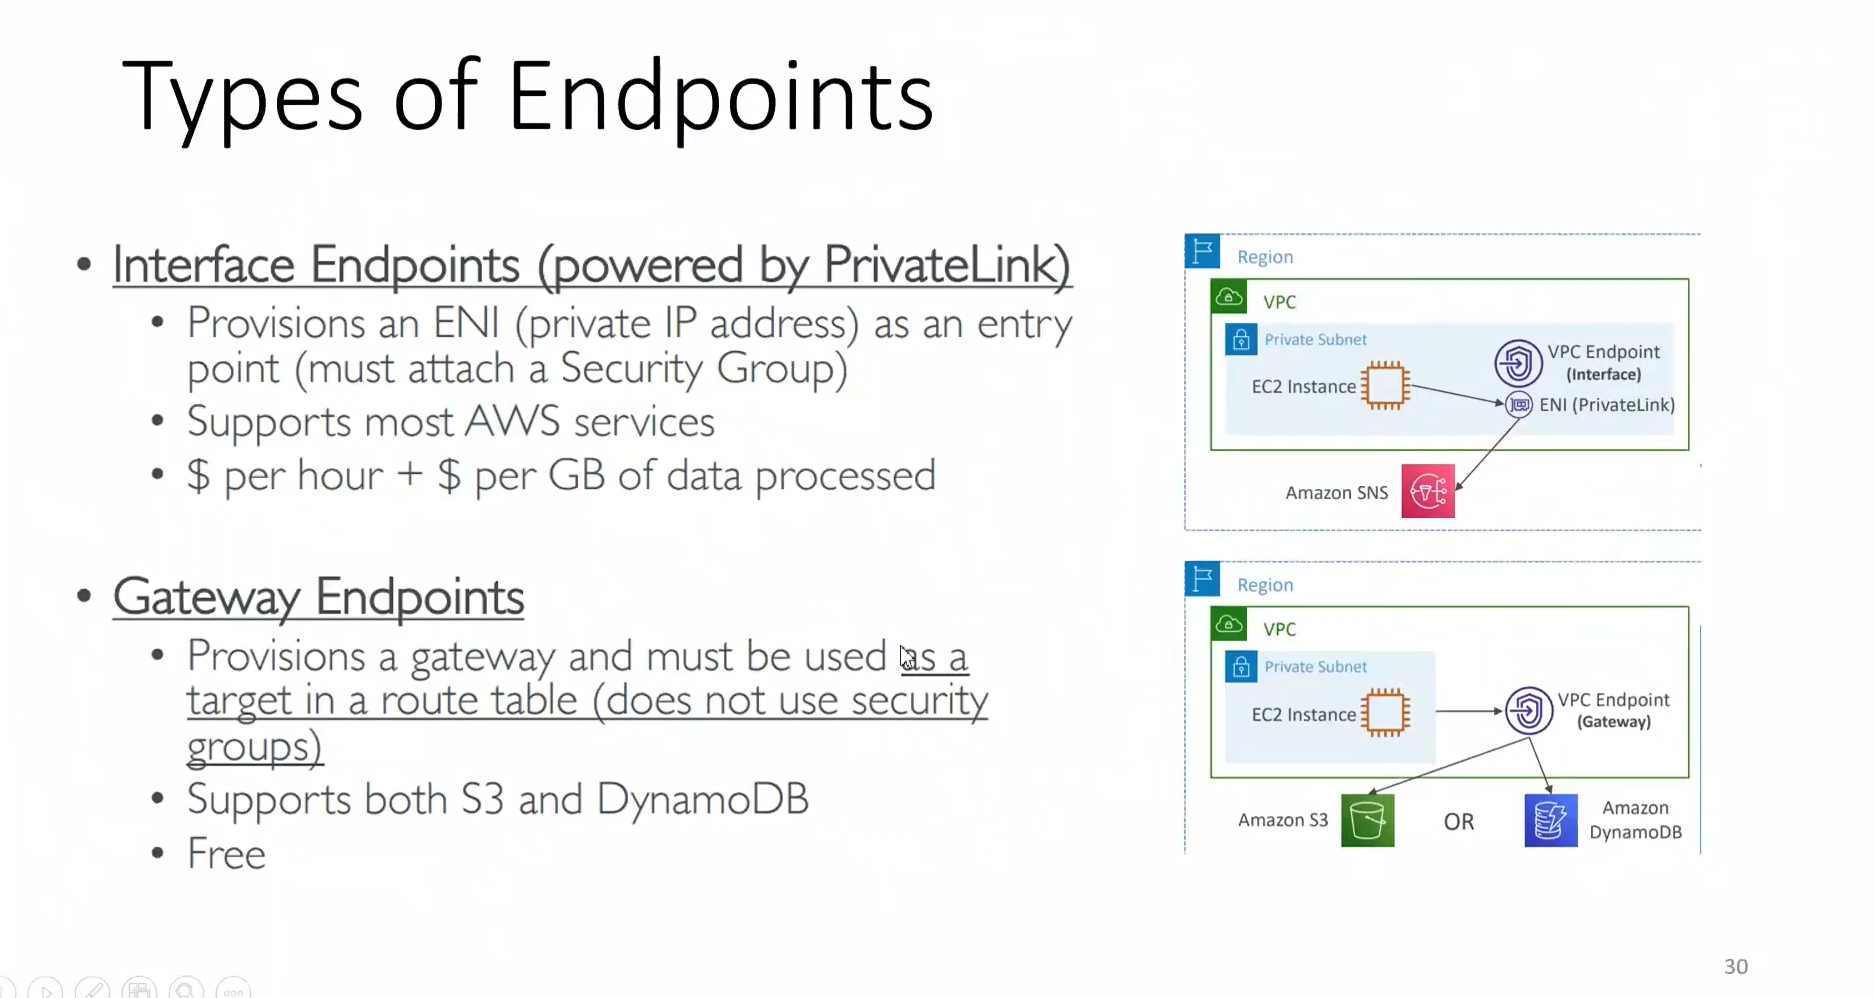 Types of Endpoints
• Interface Endpoints (powered by PrivateLink)
• Provisions an ENI (private IP address) as an entry
point (must attach a Security Group)
• Supports most AWS services
• $ per hour + $ per GB of data processed
• Gateway Endpoints
• Provisions a gateway and must be used as a
target in a route table (does not use security
groups)
• Supports both S3 and DynamoDB
• Free
Region
VPC
Private Subnet
EC2 Instance
VPC Endpoint
(Interface)
ENI (PrivateLink)
Amazon SNS
Region
VPC
Private Subnet
EC2 Instance
VPC Endpoint
(Gateway)
Amazon S3
OR
Amazon
DynamoDB
30